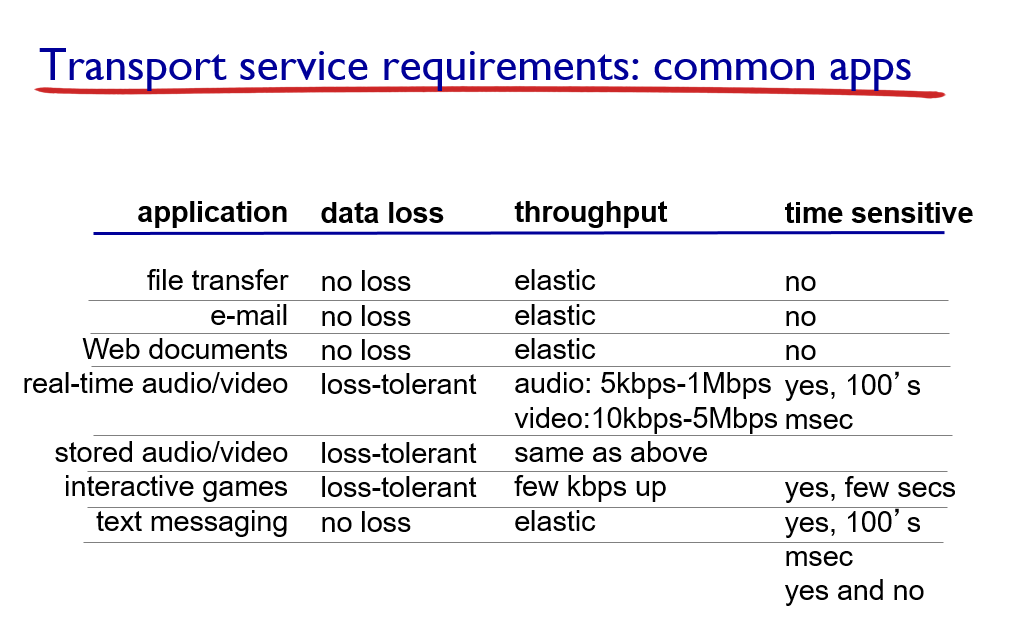 Transport service requirements: common apps
application data loss throughput time sensitive
file transfer no loss elastic no
e-mail no loss elastic no
Web documents no loss elastic no
real-time audio/video loss-tolerant audio: 5kbps-1Mbps yes, 100’s
video:10kbps-5Mbps msec
stored audio/video loss-tolerant same as above
interactive games loss-tolerant few kbps up yes, few secs
text messaging no loss elastic yes, 100’s
msec
yes and no